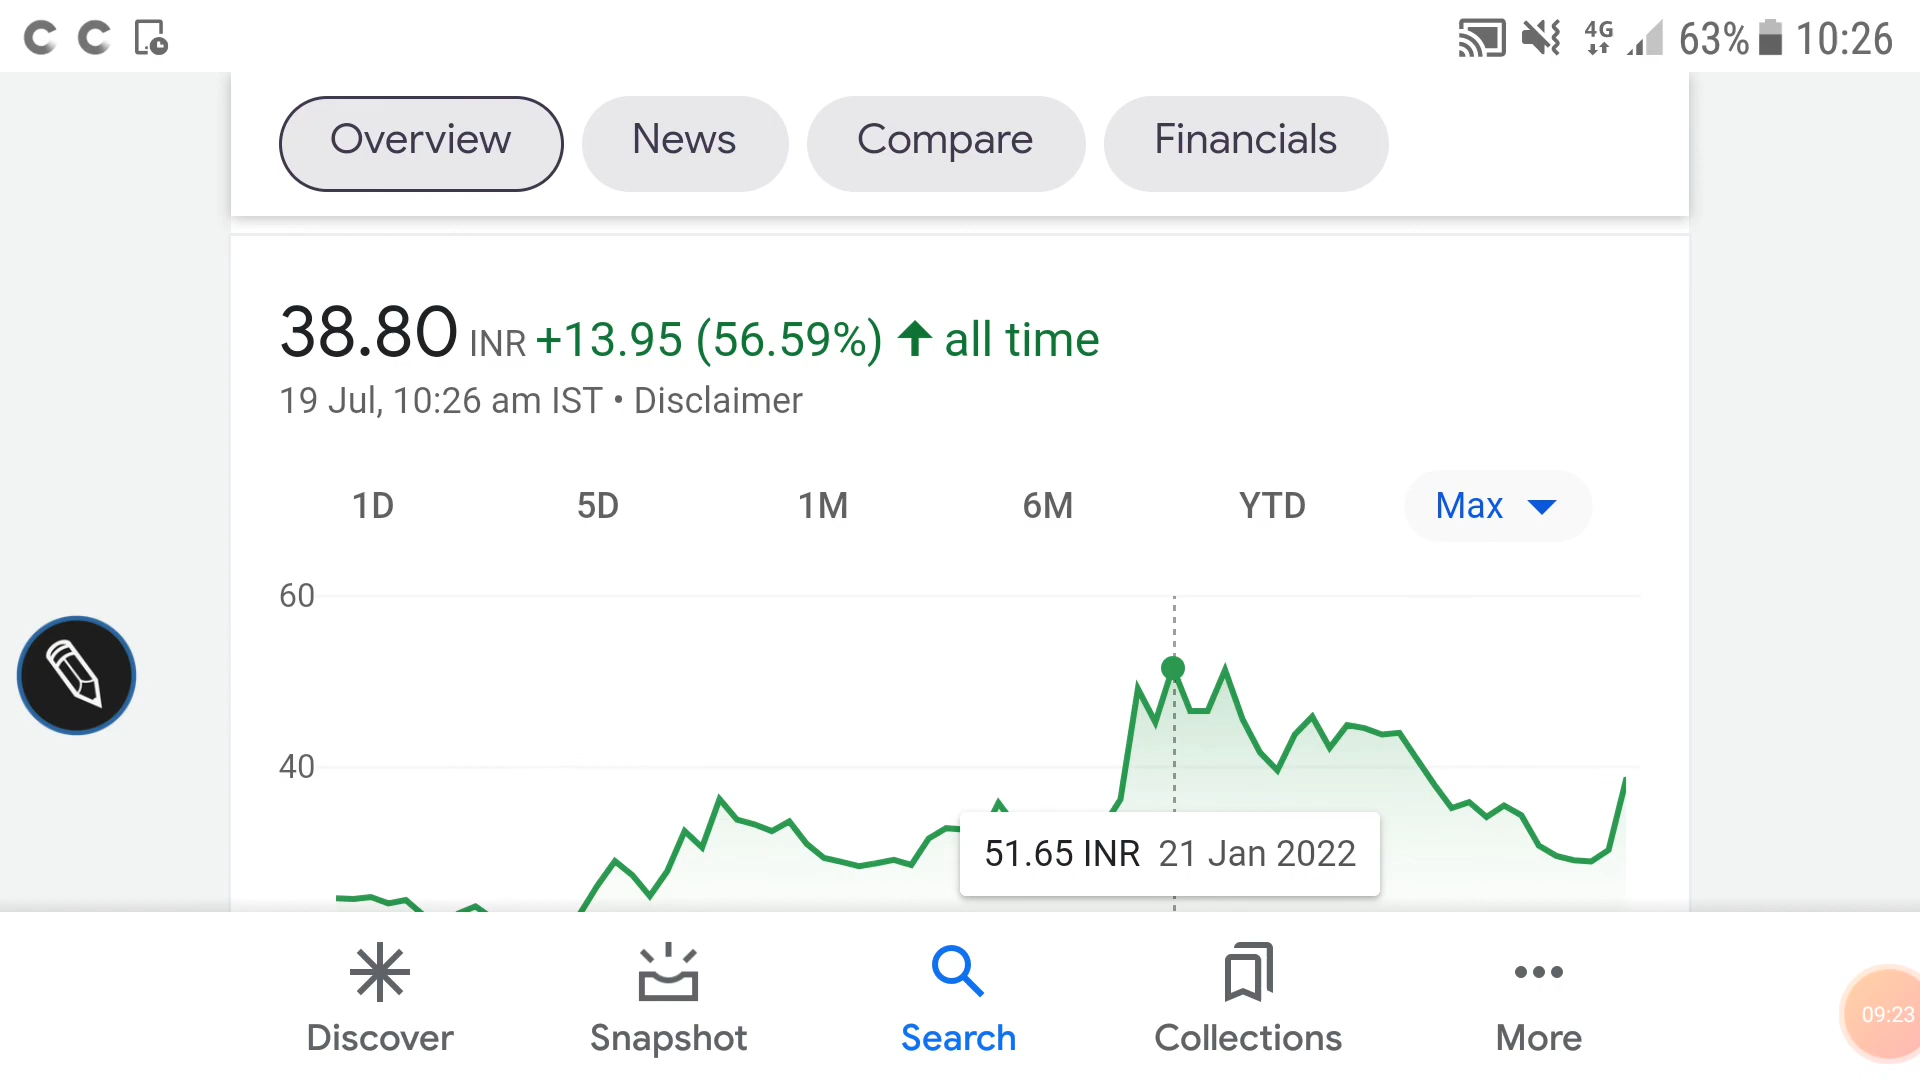 4G 63% 10:26
Overview News Compare Financials
38.80 INR +13.95 (56.59%) all time
19 Jul, 10:26 am IST • Disclaimer
1D 5D 1M 6M YTD Max
60
40
51.65 INR 21 Jan 2022
Discover Snapshot Search Collections More
09:23